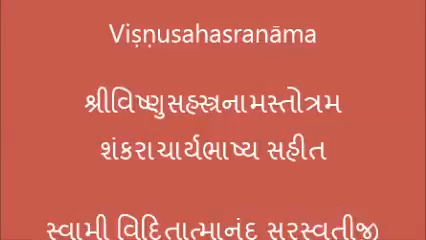 Viṣṇusahasranāma
શ્રીવિષ્ણુસહસ્ત્રનામસ્તોત્રમ
શંકરાચાર્યભાષ્ય સહીત
સ્વામી વિદિતાત્માનંદ સરસ્વતીજી